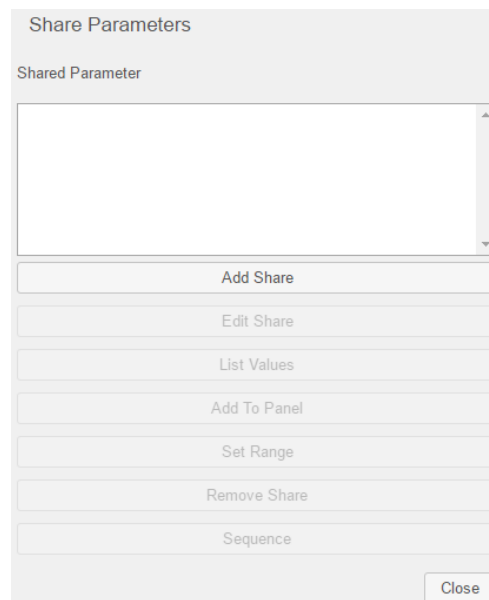 Share Parameters
Shared Parameter
Add Share
Edit Share
List Values
Add To Panel
Set Range
Remove Share
Sequence
Close